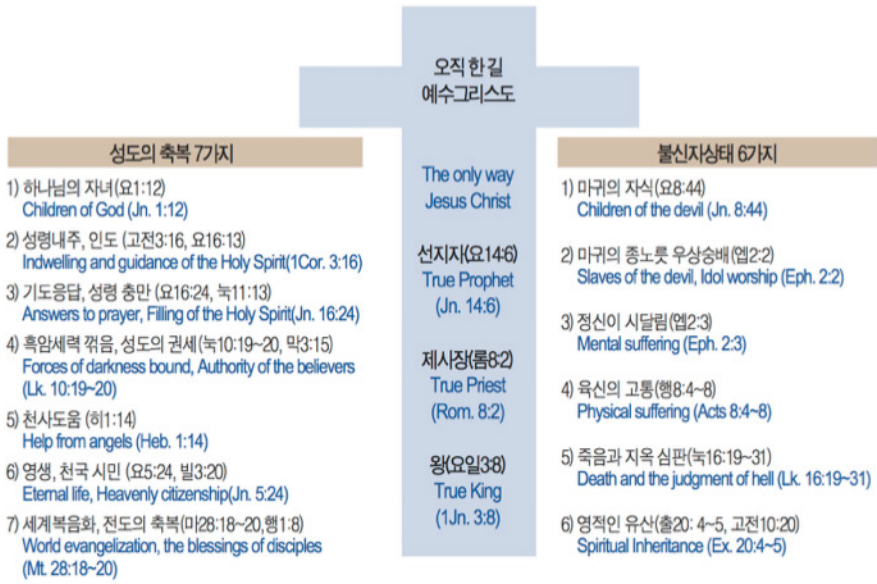 오직 한 길
예수그리스도
The only way
Jesus Christ
선지자(요14:6)
True Prophet
(Jn. 14:6)
제사장(롬8:2)
True Priest
(Rom. 8:2)
왕(요일3:8)
True King
(1Jn. 3:8)
성도의 축복 7가지
1) 하나님의 자녀(요1:12)
Children of God (Jn. 1:12)
2) 성령내주, 인도 (고전3:16, 요16:13)
Indwelling and guidance of the Holy Spirit(1Cor. 3:16)
3) 기도응답, 성령 충만 (요16:24, 눅11:13)
Answers to prayer, Filling of the Holy Spirit(Jn. 16:24)
4) 흑암세력 꺾음, 성도의 권세(눅10:19~20, 막3:15)
Forces of darkness bound, Authority of the believers
(Lk. 10:19~20)
5) 천사도움 (히1:14)
Help from angels (Heb. 1:14)
6) 영생, 천국 시민 (요5:24, 빌3:20)
Eternal life, Heavenly citizenship(Jn. 5:24)
7) 세계복음화, 전도의 축복(마28:18~20,행1:8)
World evangelization, the blessings of disciples
(Mt. 28:18~20)
불신자상태 6가지
1) 마귀의 자식(요8:44)
Children of the devil (Jn. 8:44)
2) 마귀의 종노릇 우상숭배(엡2:2)
Slaves of the devil, Idol worship (Eph. 2:2)
3) 정신이 시달림(엡2:3)
Mental suffering (Eph. 2:3)
4) 육신의 고통(행8:4~8)
Physical suffering (Acts 8:4~8)
5) 죽음과 지옥 심판(눅16:19~31)
Death and the judgment of hell (Lk. 16:19~31)
6) 영적인 유산(출20: 4~5, 고전10:20)
Spiritual Inheritance (Ex. 20:4~5)